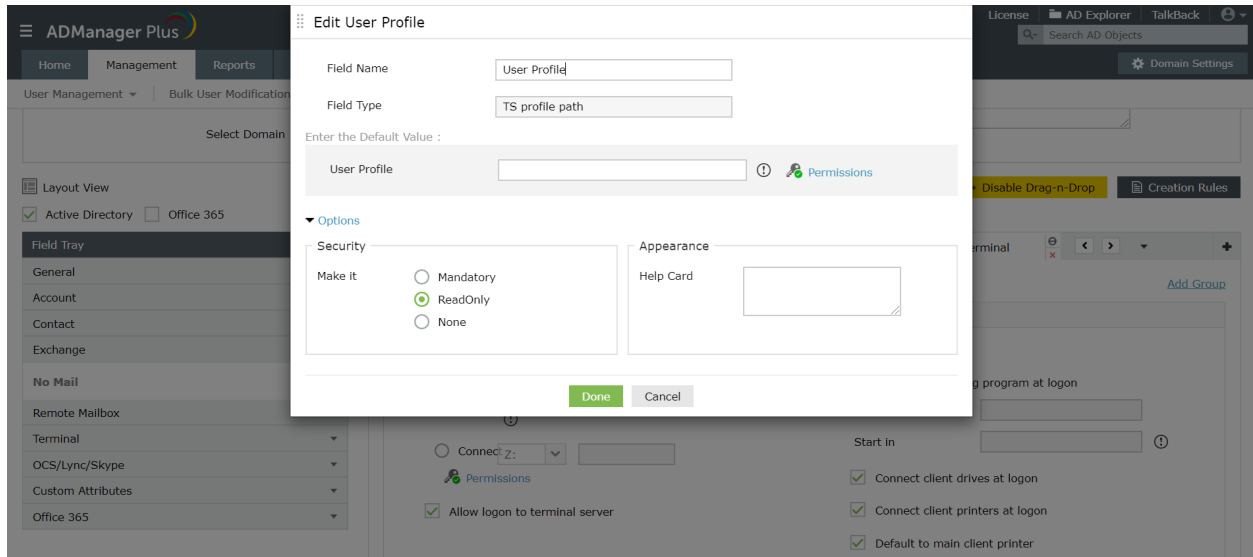 Edit User Profile
License AD Explorer TalkBack
ADManager Plus
Search AD Objects
Home Management Reports
Domain Settings
User Management Bulk User Modification
Field Name User Profile
Field Type TS profile path
Select Domain
Enter the Default Value :
User Profile Permissions
Layout View
Disable Drag-n-Drop Creation Rules
Active Directory Office 365
Options
Field Tray
Security Appearance
erminal
General
Make it Mandatory Help Card
Add Group
Account
ReadOnly
Contact
None
Exchange
No Mail
g program at logon
Done Cancel
Remote Mailbox
Terminal
Start in
Connect Z:
OCS/Lync/Skype
Permissions
Connect client drives at logon
Custom Attributes
Office 365
Allow logon to terminal server
Connect client printers at logon
Default to main client printer